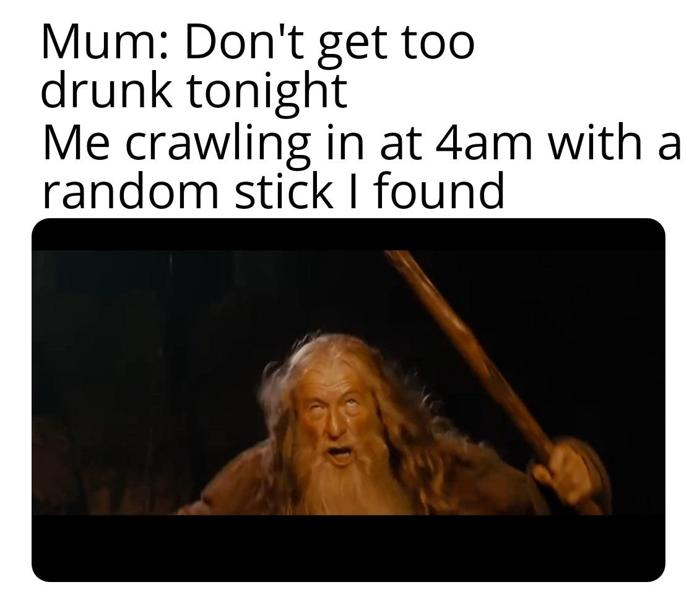 Mum: Don't get too
drunk tonight
Me crawling in at 4am with a
random stick I found